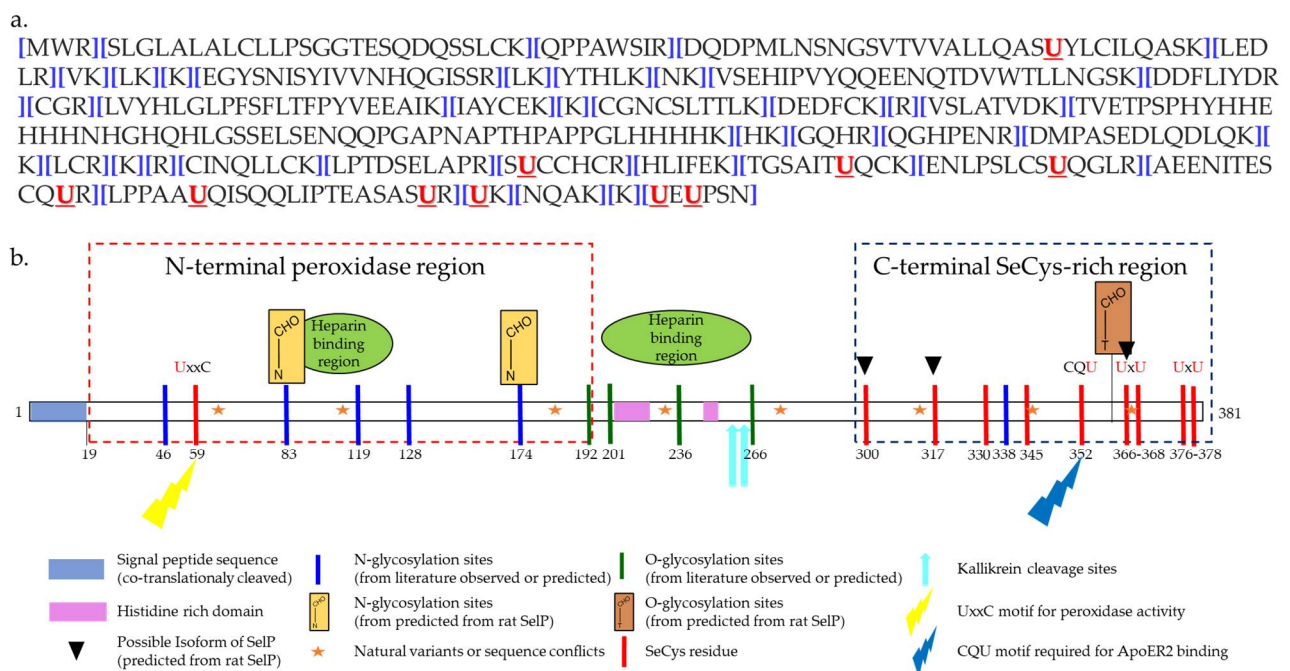 a.
[MWR][SLGLALALCLLPSGGTESQDQSSLCK][QPPAWSIR][DQDPMLNSNGSVTVVALLQASUYLCILQASK][LED
LR][VK][LK][K][EGYSNISYIVVNHQGISSR][LK][YTHLK][NK][VSEHIPVYQQEENQTDVWTLLNGSK][DDFLIYDR
][CGR][LVYHLGLPFSFLTFPYVEEAIK][IAYCEK][K][CGNCSLTTLK][DEDFCK][R][VSLATVDK][TVETPSPHYHHE
HHHNHGHQHLGSSELSENQQPGAPNAPTHPAPPGLHHHHK][HK][GQHR][QGHPENR][DMPASEDLQDLQK][
K][LCR][K][R][CINQLLCK][LPTDSELAPR][SUCCHCR][HLIFEK][TGSAITUQCK][ENLPSLCSUQGLR][AEENITES
CQUR][LPPAAUQISQQLIPTEASASUR][UK][NQAK][K][UEUPSN]
b.
N-terminal peroxidase region
C-terminal SeCys-rich region
CHO
N
Heparin
binding
region
CHO
N
Heparin
binding
region
CHO
T
UxxC
CQU
UxU
UxU
1
381
19
46
59
83
119
128
174
192
201
236
266
300
317
330
338
345
352
366-368
376-378
Signal peptide sequence
(co-translationaly cleaved)
N-glycosylation sites
(from literature observed or predicted)
O-glycosylation sites
(from literature observed or predicted)
Kallikrein cleavage sites
Histidine rich domain
CHO
N
N-glycosylation sites
(from predicted from rat SelP)
CHO
T
O-glycosylation sites
(from predicted from rat SelP)
UxxC motif for peroxidase activity
Possible Isoform of SelP
(predicted from rat SelP)
Natural variants or sequence conflicts
SeCys residue
CQU motif required for ApoER2 binding